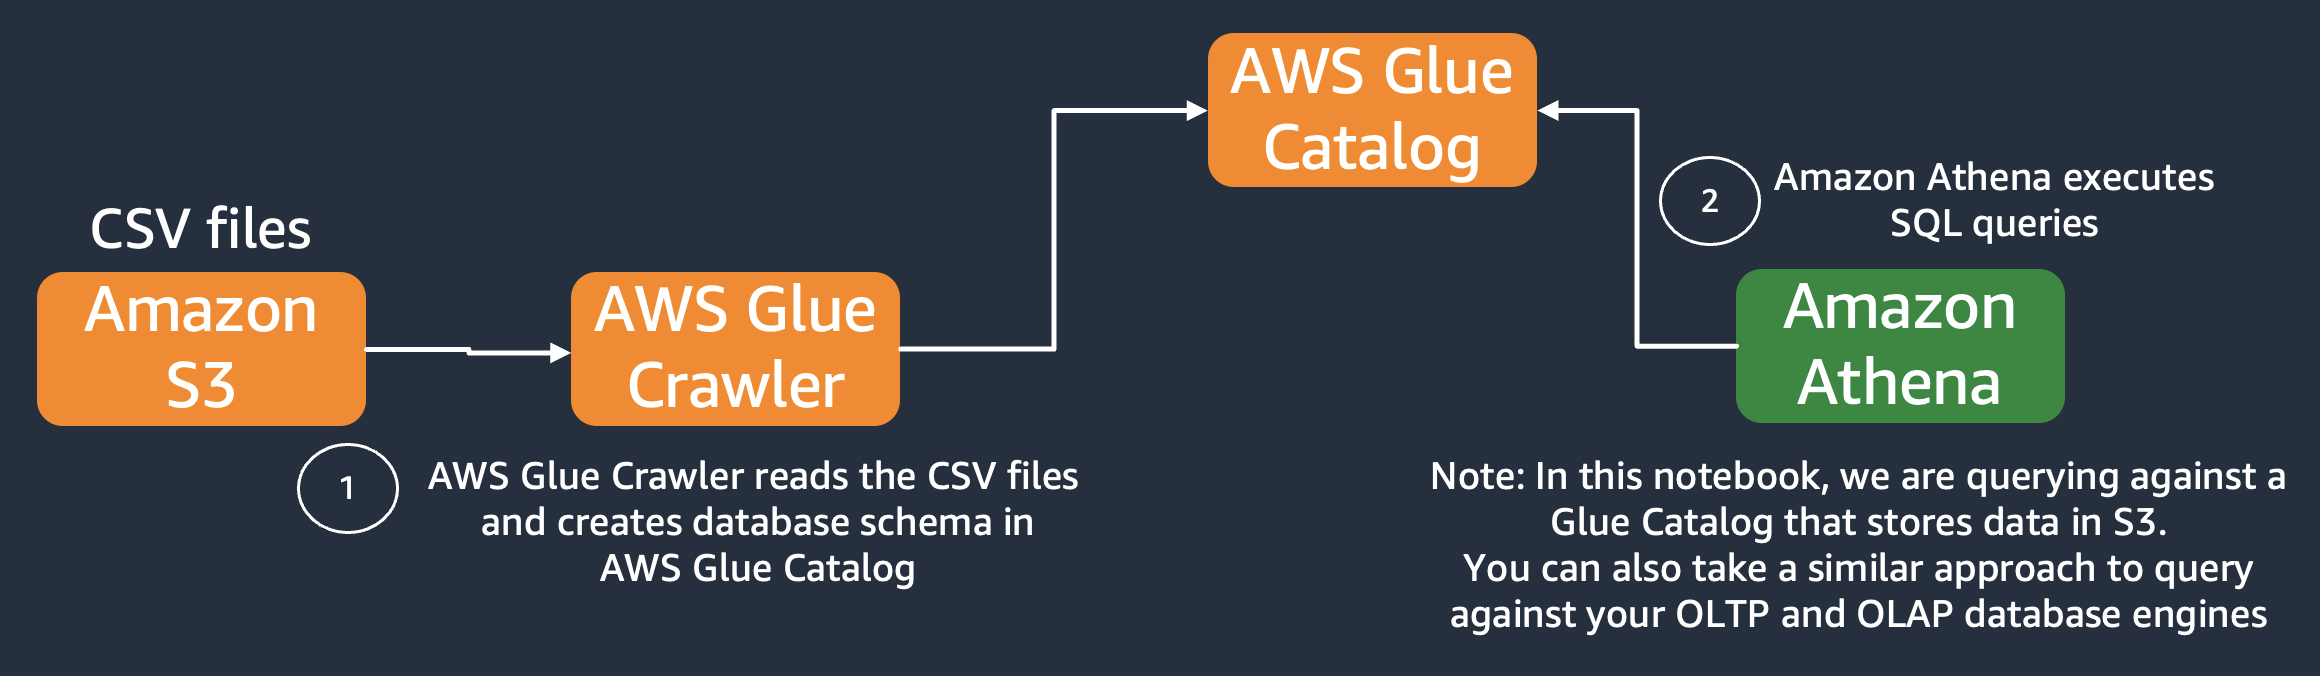 CSV files
Amazon
S3
AWS Glue
Crawler
1
AWS Glue Crawler reads the CSV files
and creates database schema in
AWS Glue Catalog
AWS Glue
Catalog
2
Amazon Athena executes
SQL queries
Amazon
Athena
Note: In this notebook, we are querying against a
Glue Catalog that stores data in S3.
You can also take a similar approach to query
against your OLTP and OLAP database engines